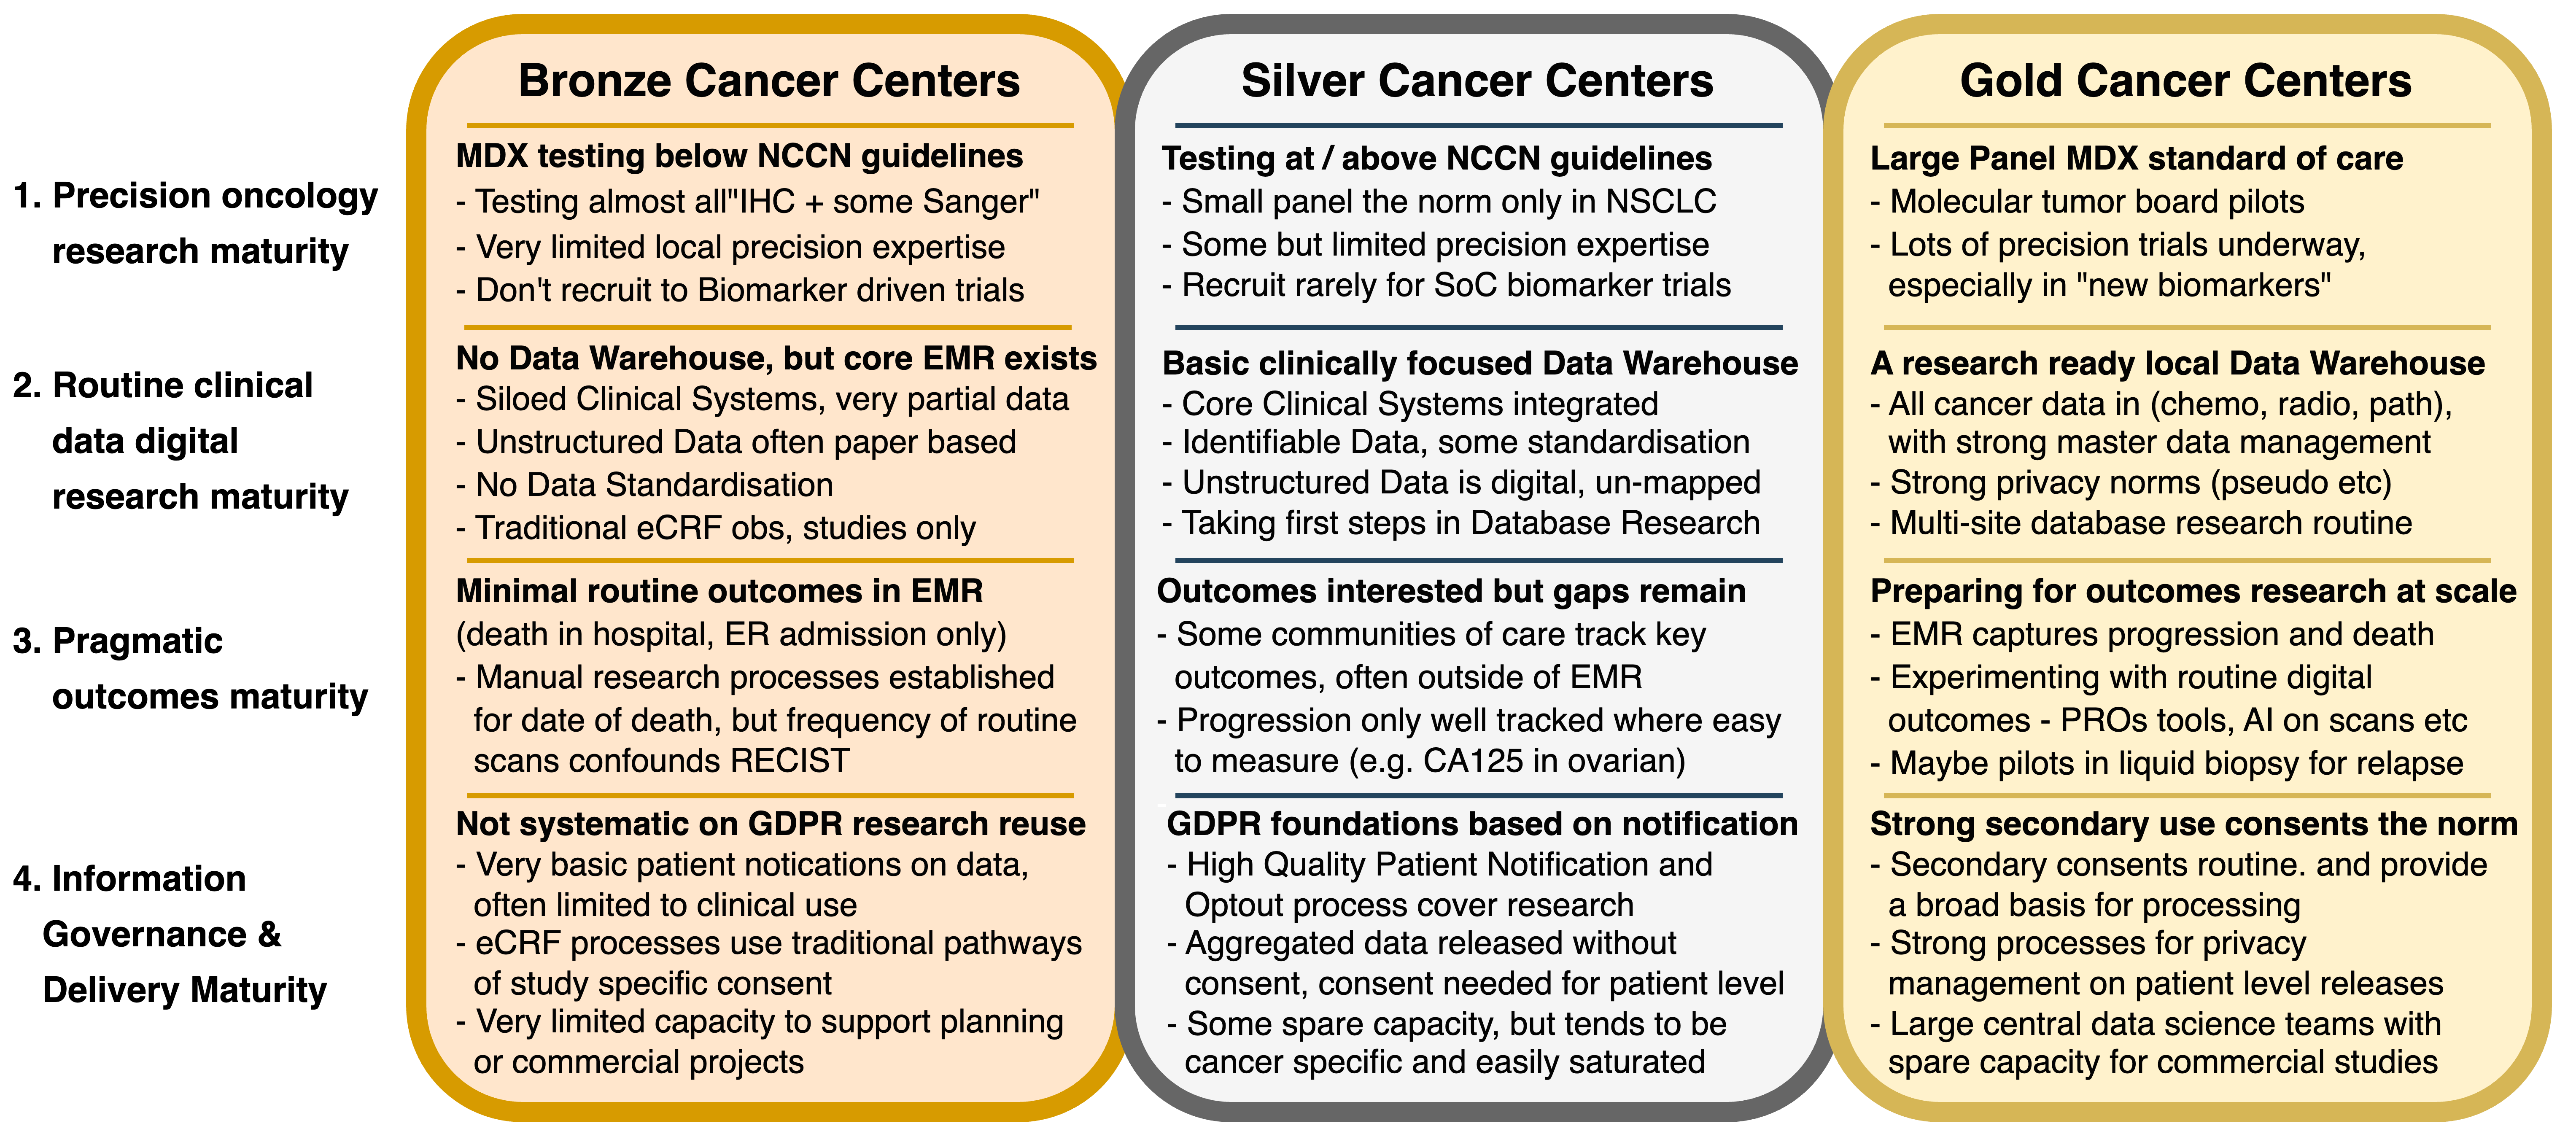 Bronze Cancer Centers
Silver Cancer Centers
Gold Cancer Centers
1. Precision oncology
research maturity
MDX testing below NCCN guidelines
- Testing almost all"IHC + some Sanger"
- Very limited local precision expertise
- Don't recruit to Biomarker driven trials
Testing at / above NCCN guidelines
- Small panel the norm only in NSCLC
- Some but limited precision expertise
- Recruit rarely for SoC biomarker trials
Large Panel MDX standard of care
- Molecular tumor board pilots
- Lots of precision trials underway,
especially in "new biomarkers"
2. Routine clinical
data digital
research maturity
No Data Warehouse, but core EMR exists
- Siloed Clinical Systems, very partial data
- Unstructured Data often paper based
- No Data Standardisation
- Traditional eCRF obs, studies only
Basic clinically focused Data Warehouse
- Core Clinical Systems integrated
- Identifiable Data, some standardisation
- Unstructured Data is digital, un-mapped
- Taking first steps in Database Research
A research ready local Data Warehouse
- All cancer data in (chemo, radio, path),
with strong master data management
- Strong privacy norms (pseudo etc)
- Multi-site database research routine
3. Pragmatic
outcomes maturity
Minimal routine outcomes in EMR
(death in hospital, ER admission only)
- Manual research processes established
for date of death, but frequency of routine
scans confounds RECIST
Outcomes interested but gaps remain
- Some communities of care track key
outcomes, often outside of EMR
- Progression only well tracked where easy
to measure (e.g. CA125 in ovarian)
Preparing for outcomes research at scale
- EMR captures progression and death
- Experimenting with routine digital
outcomes - PROs tools, AI on scans etc
- Maybe pilots in liquid biopsy for relapse
4. Information
Governance &
Delivery Maturity
Not systematic on GDPR research reuse
- Very basic patient notications on data,
often limited to clinical use
- eCRF processes use traditional pathways
of study specific consent
- Very limited capacity to support planning
or commercial projects
GDPR foundations based on notification
- High Quality Patient Notification and
Optout process cover research
- Aggregated data released without
consent, consent needed for patient level
- Some spare capacity, but tends to be
cancer specific and easily saturated
Strong secondary use consents the norm
- Secondary consents routine. and provide
a broad basis for processing
- Strong processes for privacy
management on patient level releases
- Large central data science teams with
spare capacity for commercial studies